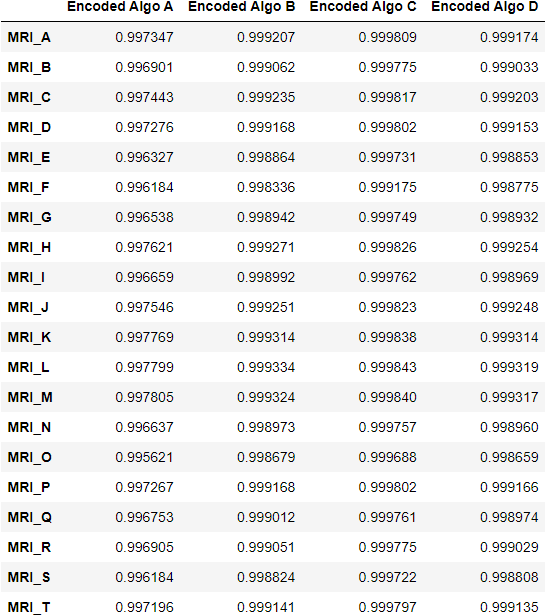 Encoded Algo A Encoded Algo B Encoded Algo C Encoded Algo D
MRI_A 0.997347 0.999207 0.999809 0.999174
MRI_B 0.996901 0.999062 0.999775 0.999033
MRI_C 0.997443 0.999235 0.999817 0.999203
MRI_D 0.997276 0.999168 0.999802 0.999153
MRI_E 0.996327 0.998864 0.999731 0.998853
MRI_F 0.996184 0.998336 0.999175 0.998775
MRI_G 0.996538 0.998942 0.999749 0.998932
MRI_H 0.997621 0.999271 0.999826 0.999254
MRI_I 0.996659 0.998992 0.999762 0.998969
MRI_J 0.997546 0.999251 0.999823 0.999248
MRI_K 0.997769 0.999314 0.999838 0.999314
MRI_L 0.997799 0.999334 0.999843 0.999319
MRI_M 0.997805 0.999324 0.999840 0.999317
MRI_N 0.996637 0.998973 0.999757 0.998960
MRI_O 0.995621 0.998679 0.999688 0.998659
MRI_P 0.997267 0.999168 0.999802 0.999166
MRI_Q 0.996753 0.999012 0.999761 0.998974
MRI_R 0.996905 0.999051 0.999775 0.999029
MRI_S 0.996184 0.998824 0.999722 0.998808
MRI_T 0.997196 0.999141 0.999797 0.999135